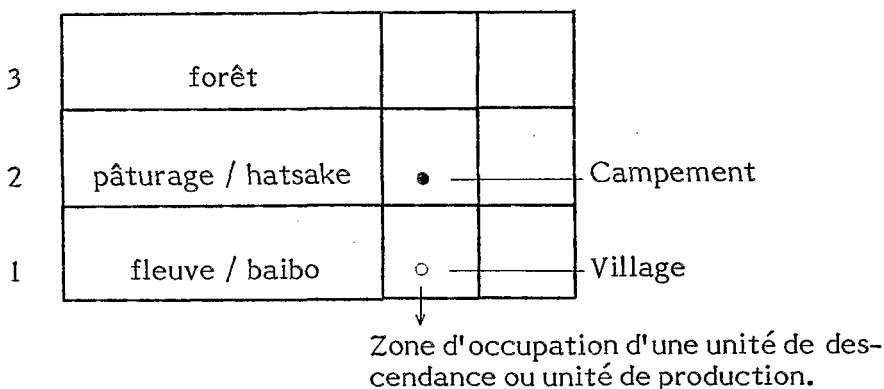 3 forêt
2 pâturage / hatsake Campement
1 fleuve / baibo Village
Zone d'occupation d'une unité de des-
cendance ou unité de production.